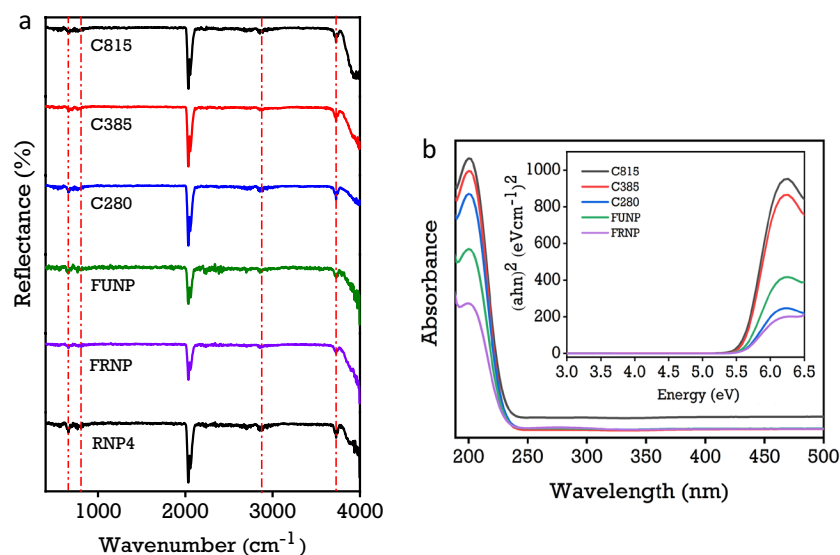 a
C815
C385
C280
FUNP
FRNP
RNP4
Reflectance (%)
1000 2000 3000 4000
Wavenumber (cm⁻¹)
b
Absorbance
200 250 300 350 400 450 500
Wavelength (nm)
(ahn)² (eVcm⁻¹)²
1000
800
600
400
200
0
C815
C385
C280
FUNP
FRNP
3.0 3.5 4.0 4.5 5.0 5.5 6.0 6.5
Energy (eV)